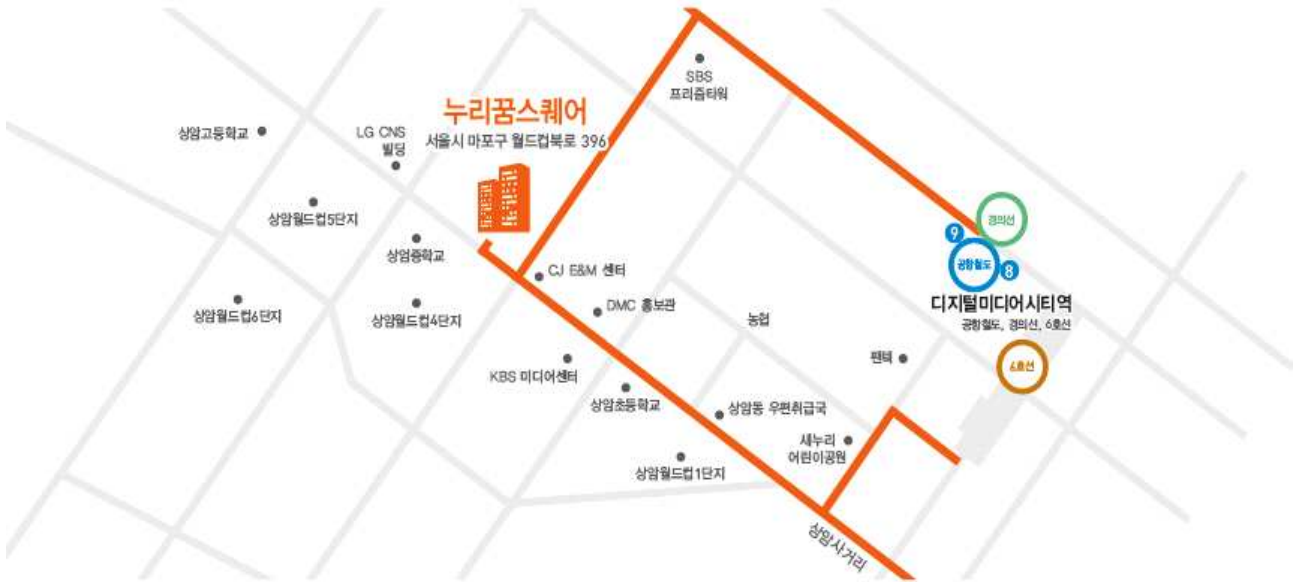 SBS
프리즘타워
누리꿈스퀘어
서울시 마포구 월드컵북로 396
상암고등학교
LG CNS
빌딩
상암월드컵5단지
상암중학교
상암월드컵6단지
상암월드컵4단지
CJ E&M 센터
DMC 홍보관
KBS 미디어센터
상암초등학교
농협
팬텍
상암동 우편취급국
새누리
어린이공원
상암월드컵1단지
상암사거리
경의선
9
공항철도
8
디지털미디어시티역
공항철도, 경의선, 6호선
6호선